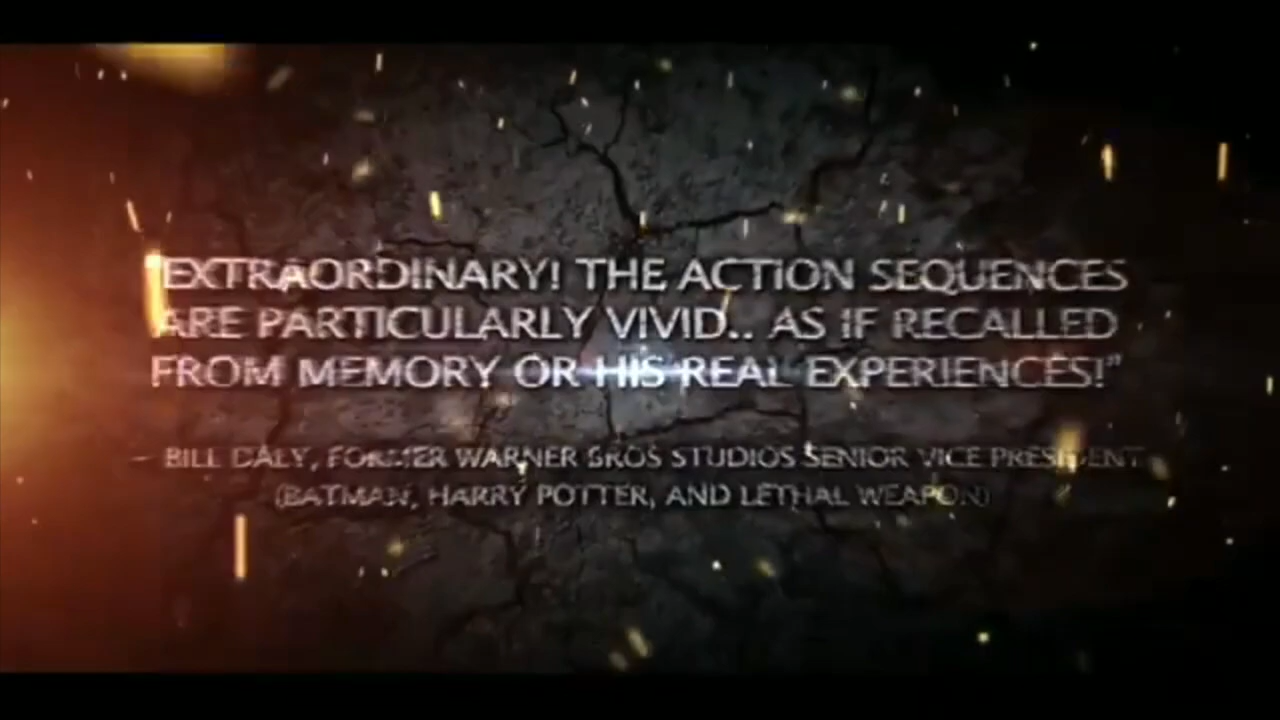 EXTRAORDINARY! THE ACTION SEQUENCES
ARE PARTICULARLY VIVID.. AS IF RECALLED
FROM MEMORY OR HIS REAL EXPERIENCES!"
- BILL DALY, FORMER WARNER BROS STUDIOS SENIOR VICE PRESIDENT
(BATMAN, HARRY POTTER, AND LETHAL WEAPON)